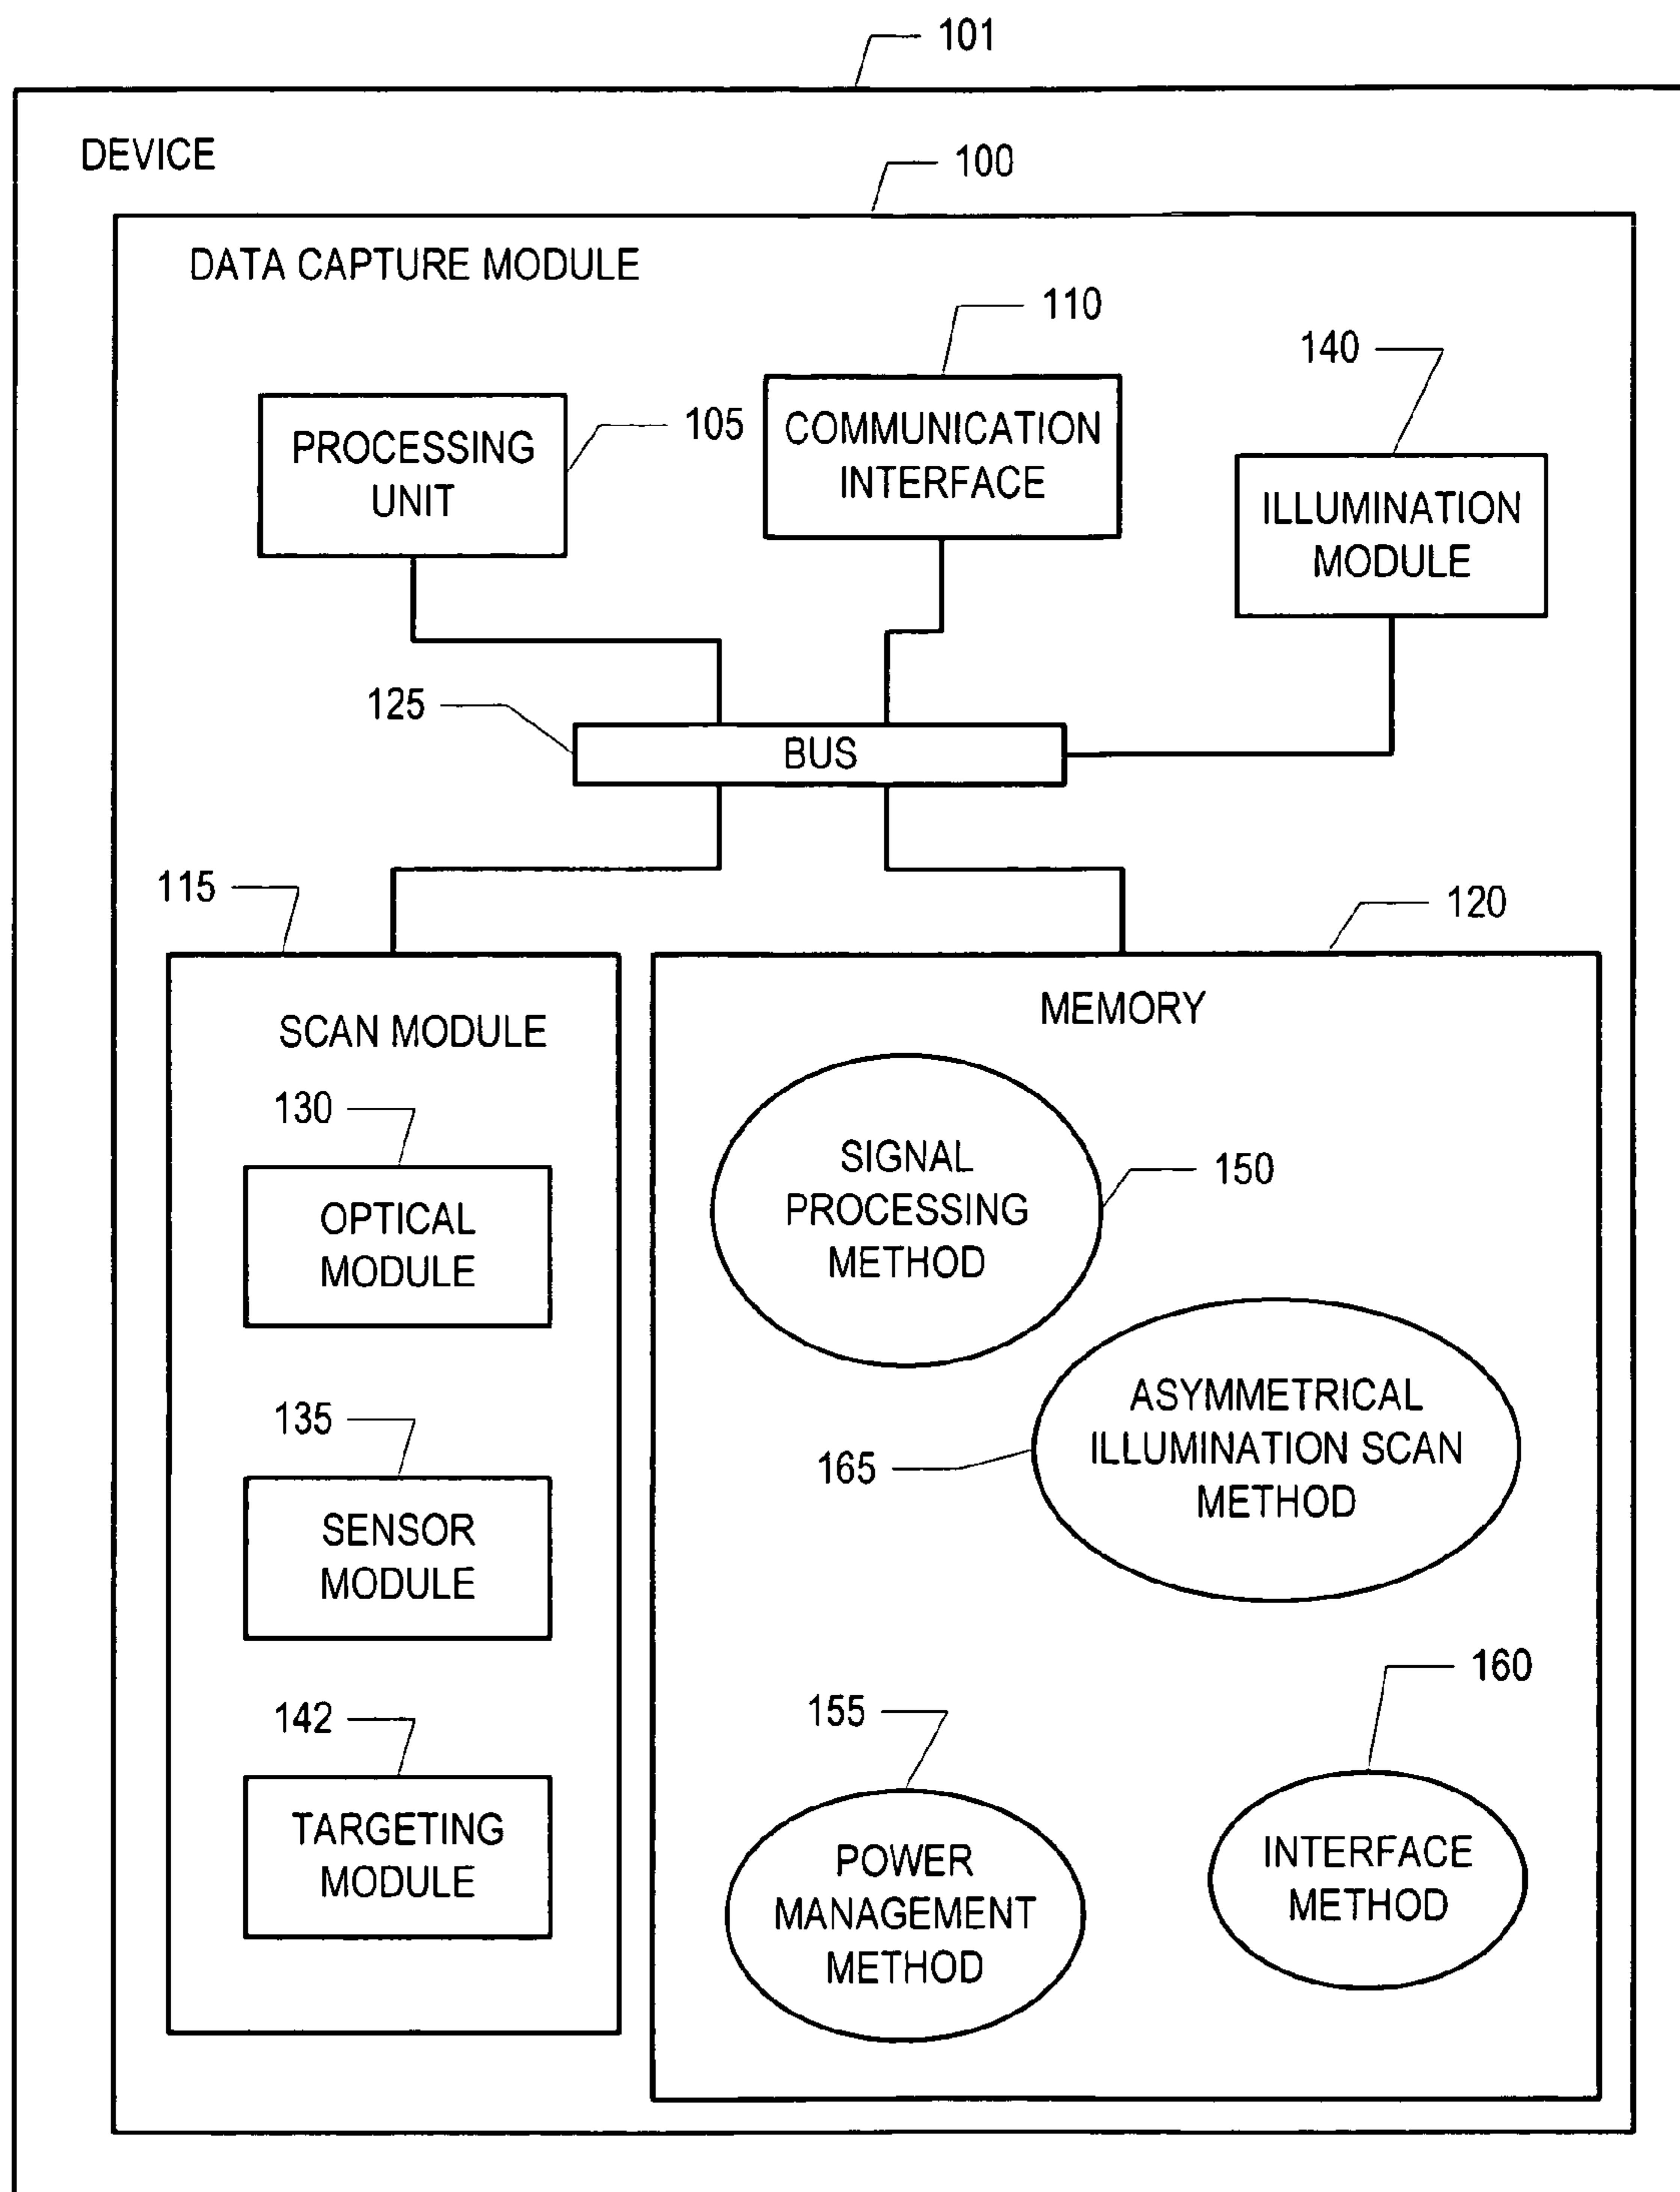 101
DEVICE
100
DATA CAPTURE MODULE
110
140
105
PROCESSING
UNIT
COMMUNICATION
INTERFACE
ILLUMINATION
MODULE
125
BUS
115
120
SCAN MODULE
130
OPTICAL
MODULE
135
SENSOR
MODULE
142
TARGETING
MODULE
MEMORY
SIGNAL
PROCESSING
METHOD
150
ASYMMETRICAL
ILLUMINATION SCAN
METHOD
165
155
POWER
MANAGEMENT
METHOD
160
INTERFACE
METHOD